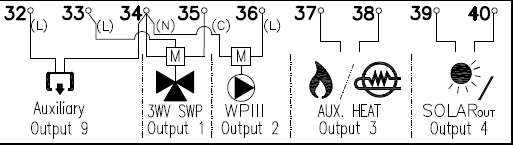 32 33 34 35 36 37 38 39 40
(L) (L) (N) (C) (L)
M M
Auxiliary 3WV SWP WPIII AUX. HEAT SOLAROUT
Output 9 Output 1 Output 2 Output 3 Output 4